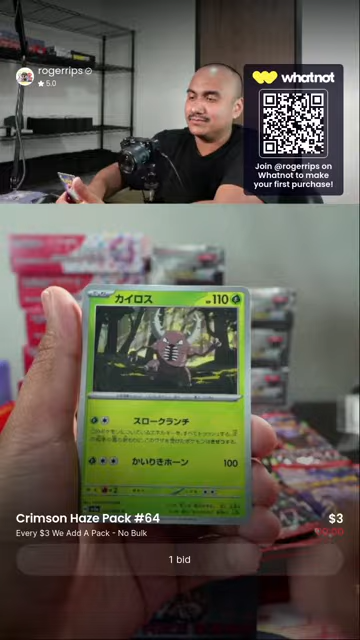 rogerrips
5.0
whatnot
Join @rogerrips on
Whatnot to make
your first purchase!
カイロス
HP110
スロークランチ
かいりきホーン 100
×2
Crimson Haze Pack #64
$3
Every $3 We Add A Pack - No Bulk
1 bid